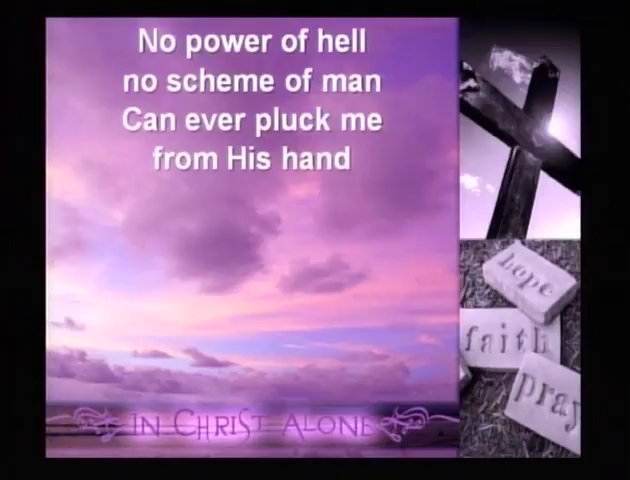 No power of hell
no scheme of man
Can ever pluck me
from His hand
hope
faith
pray
IN CHRIST ALONE